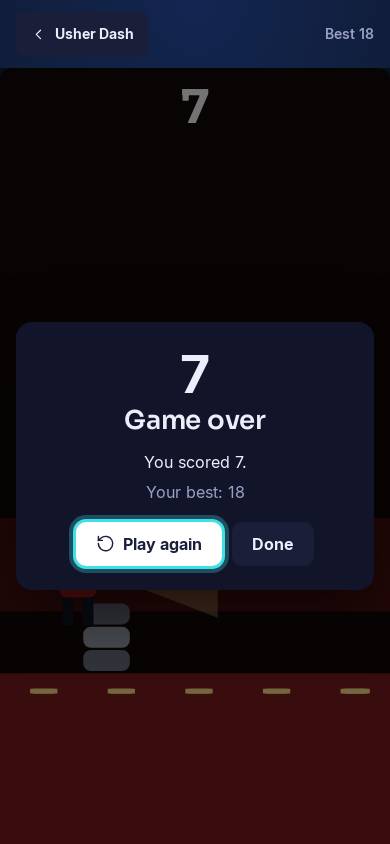 Usher Dash
Best 18
7
7
Game over
You scored 7.
Your best: 18
Play again
Done